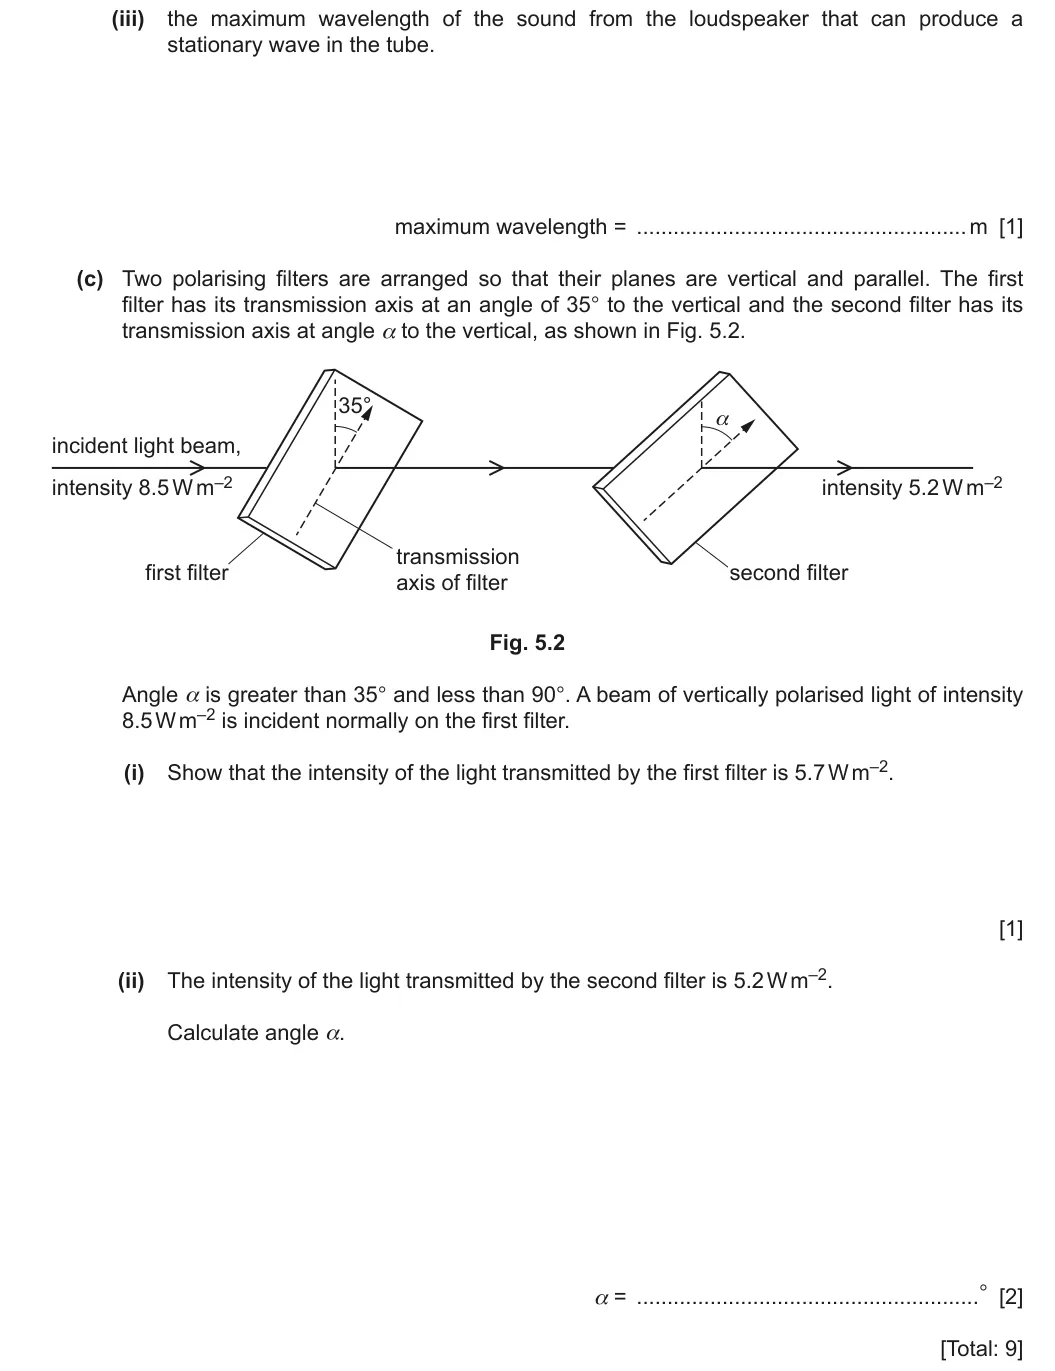 (iii) the maximum wavelength of the sound from the loudspeaker that can produce a
stationary wave in the tube.
maximum wavelength = ...................................................... m [1]
(c) Two polarising filters are arranged so that their planes are vertical and parallel. The first
filter has its transmission axis at an angle of 35° to the vertical and the second filter has its
transmission axis at angle α to the vertical, as shown in Fig. 5.2.
35°
α
incident light beam,
intensity 8.5 W m⁻²
intensity 5.2 W m⁻²
first filter
transmission
axis of filter
second filter
Fig. 5.2
Angle α is greater than 35° and less than 90°. A beam of vertically polarised light of intensity
8.5 W m⁻² is incident normally on the first filter.
(i) Show that the intensity of the light transmitted by the first filter is 5.7 W m⁻².
[1]
(ii) The intensity of the light transmitted by the second filter is 5.2 W m⁻².
Calculate angle α.
α = ........................................................° [2]
[Total: 9]